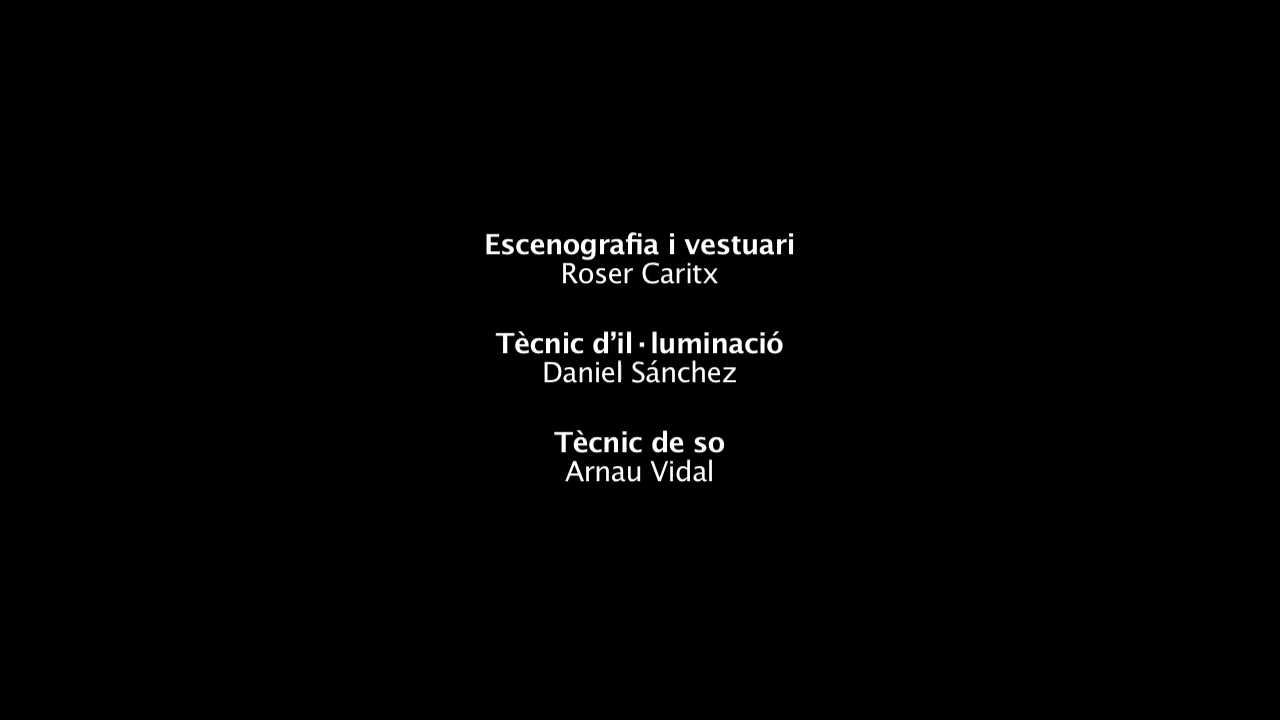 Escenografia i vestuari
Roser Caritx
Tècnic d’il·luminació
Daniel Sánchez
Tècnic de so
Arnau Vidal